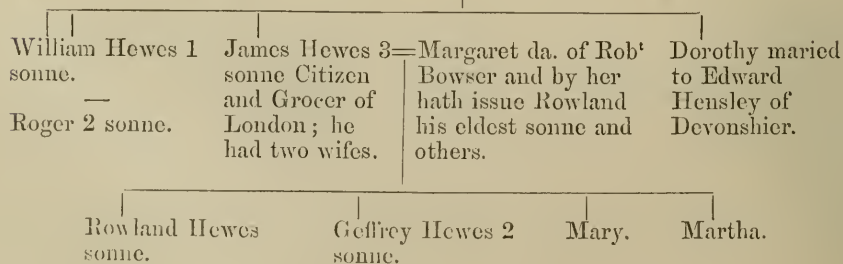 William Hewes 1
sonne.
Roger 2 sonne.
James Hewes 3=
sonne Citizen
and Grocer of
London; he
had two wifes.
Margaret da. of Robᵗ
Bowser and by her
hath issue Rowland
his eldest sonne and
others.
Dorothy maried
to Edward
Hensley of
Devonshier.
Rowland Hewes
sonne.
Geffrey Hewes 2
sonne.
Mary.
Martha.